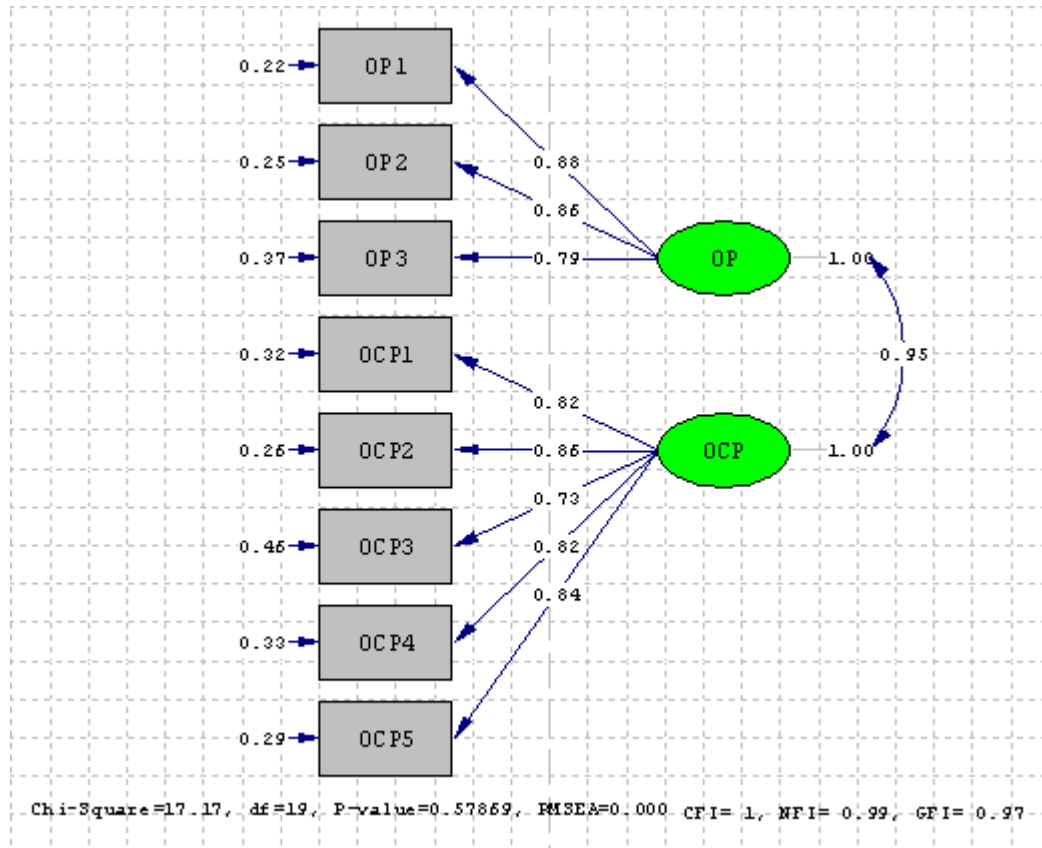 0.22 OP1
0.25 OP2 0.88
0.86
0.37 OP3 0.79 OP 1.00
0.32 OCP1 0.95
0.82
0.26 OCP2 0.86 OCP 1.00
0.73
0.46 OCP3 0.82
0.84
0.33 OCP4
0.29 OCP5
Chi-Square=17.17, df=19, P-value=0.57869, RMSEA=0.000 CFI= 1, NFI= 0.99, GFI= 0.97